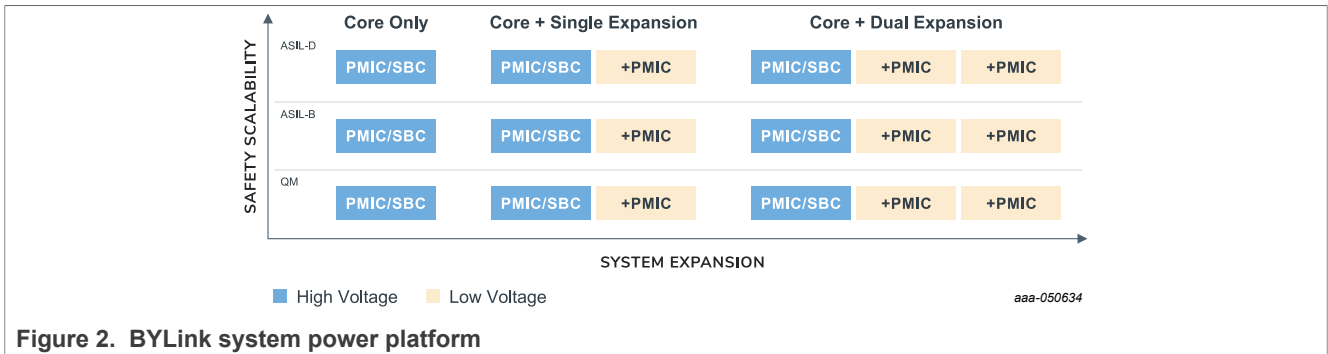 Core Only Core + Single Expansion Core + Dual Expansion
SAFETY SCALABILITY
ASIL-D
PMIC/SBC PMIC/SBC +PMIC PMIC/SBC +PMIC +PMIC
ASIL-B
PMIC/SBC PMIC/SBC +PMIC PMIC/SBC +PMIC +PMIC
QM
PMIC/SBC PMIC/SBC +PMIC PMIC/SBC +PMIC +PMIC
SYSTEM EXPANSION
High Voltage Low Voltage aaa-050634
Figure 2. BYLink system power platform